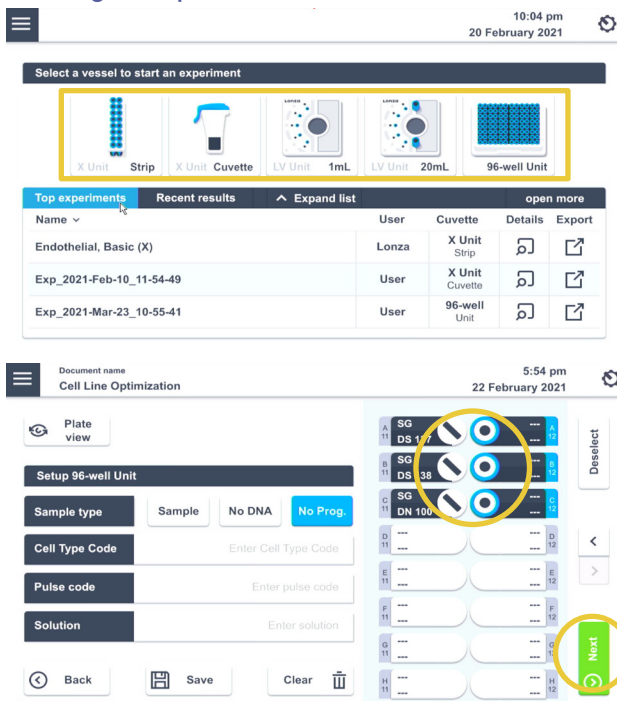 10:04 pm
20 February 2021
Select a vessel to start an experiment
X Unit Strip
X Unit Cuvette
LV Unit 1mL
LV Unit 20mL
96-well Unit
Top experiments Recent results Expand list open more
Name User Cuvette Details Export
Endothelial, Basic (X) Lonza X Unit Strip
Exp_2021-Feb-10_11-54-49 User X Unit Cuvette
Exp_2021-Mar-23_10-55-41 User 96-well Unit
Document name
Cell Line Optimization
5:54 pm
22 February 2021
Plate view
Setup 96-well Unit
Sample type Sample No DNA No Prog.
Cell Type Code Enter Cell Type Code
Pulse code Enter pulse code
Solution Enter solution
Back Save Clear
A 11 SG --- A 12
DS ---
B 11 SG --- B 12
DS 38 ---
C 11 SG --- C 12
DN 100 ---
D 11 --- --- D 12
--- ---
E 11 --- --- E 12
--- ---
F 11 --- --- F 12
--- ---
G 11 --- ---
--- ---
H 11 --- --- H 12
--- ---
Deselect
Next